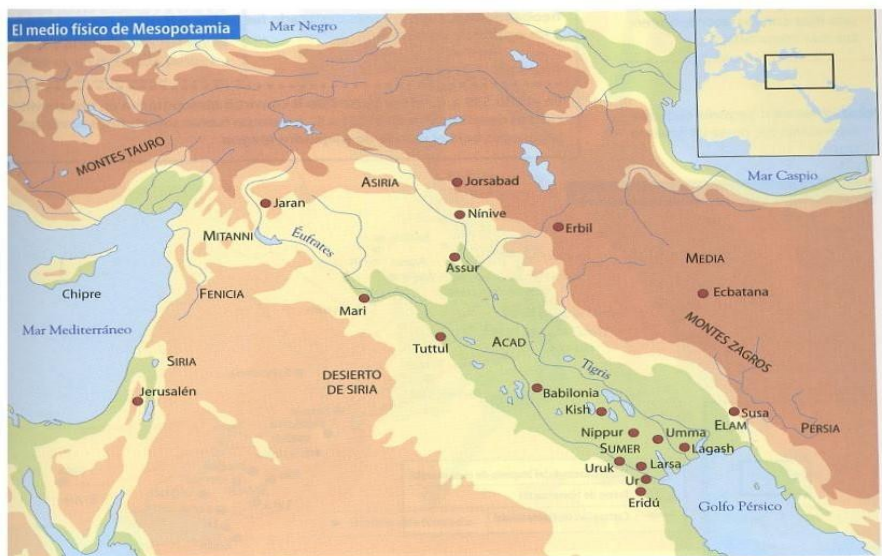 El medio físico de Mesopotamia
Mar Negro
MONTES TAURO
Mar Caspio
ASIRIA
Jorsabad
Jaran
Nínive
MITANNI
Éufrates
Erbil
Assur
MEDIA
Chipre
FENICIA
Mari
Ecbatana
Mar Mediterráneo
Tuttul
ACAD
MONTES ZAGROS
SIRIA
Tigris
DESIERTO
DE SIRIA
Jerusalén
Babilonia
Kish
Susa
ELAM
PERSIA
Nippur
Umma
SUMER
Lagash
Uruk
Larsa
Ur
Eridú
Golfo Pérsico